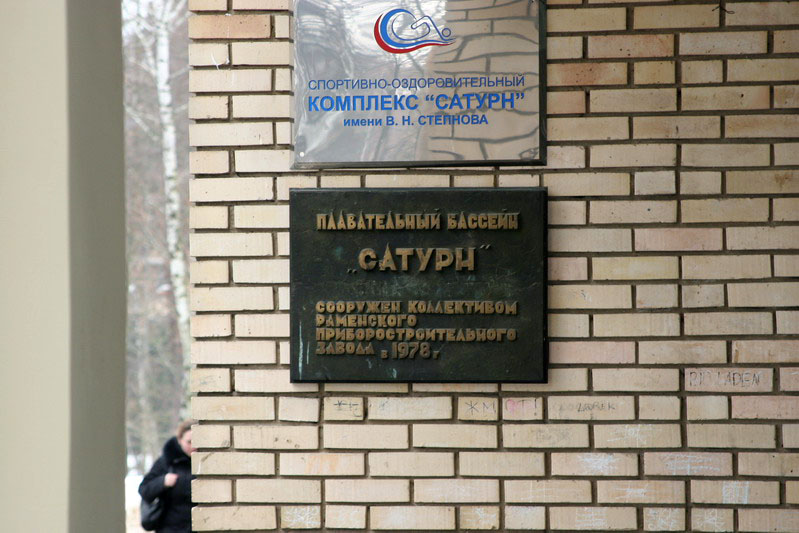 СПОРТИВНО-ОЗДОРОВИТЕЛЬНЫЙ
КОМПЛЕКС "САТУРН"
имени В. Н. СТЕПНОВА
ПЛАВАТЕЛЬНЫЙ БАССЕЙН
„САТУРН"
СООРУЖЕН КОЛЛЕКТИВОМ
РАМЕНСКОГО
ПРИБОРОСТРОИТЕЛЬНОГО
ЗАВОДА в 1978 г